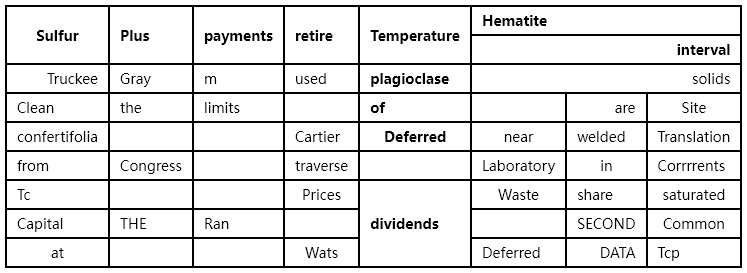 Sulfur Plus payments retire Temperature Hematite
interval
Truckee Gray m used plagioclase solids
Clean the limits of are Site
confertifolia Cartier Deferred near welded Translation
from Congress traverse Laboratory in Corrrents
Tc Prices Waste share saturated
Capital THE Ran dividends SECOND Common
at Wats Deferred DATA Tcp